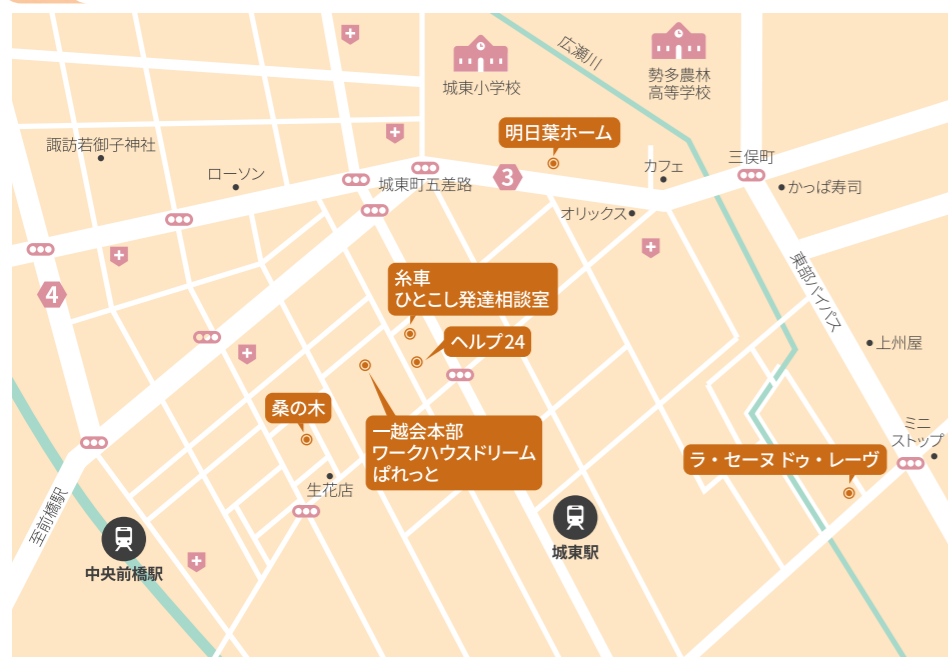 広瀬川
城東小学校
勢多農林
高等学校
明日葉ホーム
諏訪若御子神社
ローソン
城東町五差路
3
カフェ
三俣町
かっぱ寿司
オリックス
4
糸車
ひとこし発達相談室
ヘルプ24
東部バイパス
上州屋
桑の木
一越会本部
ワークハウスドリーム
ぱれっと
ミニ
ストップ
ラ・セーヌ ドゥ・レーヴ
生花店
至前橋駅
中央前橋駅
城東駅